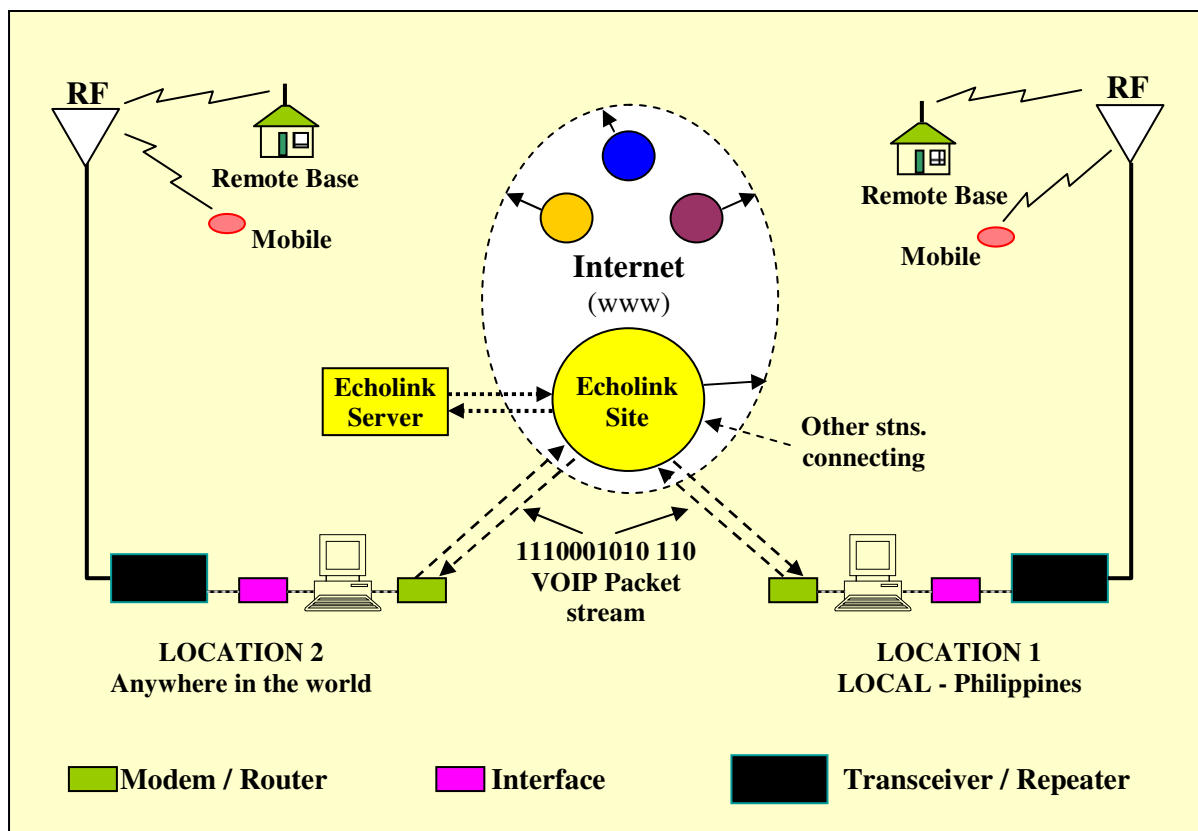 RF
Remote Base
Mobile
RF
Remote Base
Mobile
Internet
(www)
Echolink
Server
Echolink
Site
Other stns.
connecting
1110001010 110
VOIP Packet
stream
LOCATION 2
Anywhere in the world
LOCATION 1
LOCAL - Philippines
Modem / Router
Interface
Transceiver / Repeater